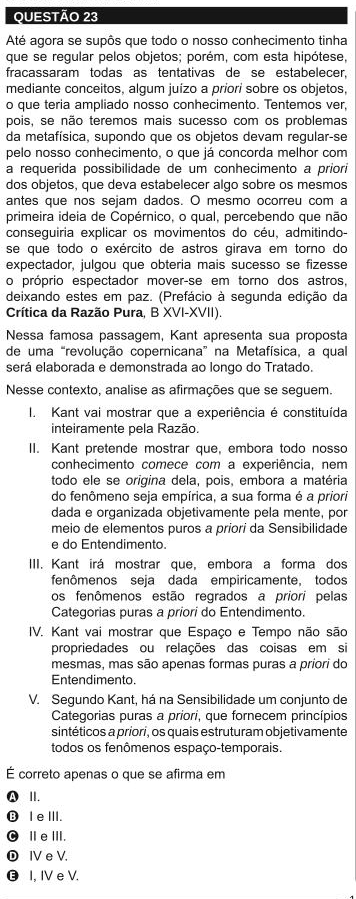 QUESTÃO 23
Até agora se supôs que todo o nosso conhecimento tinha
que se regular pelos objetos; porém, com esta hipótese,
fracassaram todas as tentativas de se estabelecer,
mediante conceitos, algum juízo a priori sobre os objetos,
o que teria ampliado nosso conhecimento. Tentemos ver,
pois, se não teremos mais sucesso com os problemas
da metafísica, supondo que os objetos devam regular-se
pelo nosso conhecimento, o que já concorda melhor com
a requerida possibilidade de um conhecimento a priori
dos objetos, que deva estabelecer algo sobre os mesmos
antes que nos sejam dados. O mesmo ocorreu com a
primeira ideia de Copérnico, o qual, percebendo que não
conseguiria explicar os movimentos do céu, admitindo-
se que todo o exército de astros girava em torno do
expectador, julgou que obteria mais sucesso se fizesse
o próprio espectador mover-se em torno dos astros,
deixando estes em paz. (Prefácio à segunda edição da
Crítica da Razão Pura, B XVI-XVII).
Nessa famosa passagem, Kant apresenta sua proposta
de uma “revolução copernicana” na Metafísica, a qual
será elaborada e demonstrada ao longo do Tratado.
Nesse contexto, analise as afirmações que se seguem.
I. Kant vai mostrar que a experiência é constituída
inteiramente pela Razão.
II. Kant pretende mostrar que, embora todo nosso
conhecimento comece com a experiência, nem
todo ele se origina dela, pois, embora a matéria
do fenômeno seja empírica, a sua forma é a priori
dada e organizada objetivamente pela mente, por
meio de elementos puros a priori da Sensibilidade
e do Entendimento.
III. Kant irá mostrar que, embora a forma dos
fenômenos seja dada empiricamente, todos
os fenômenos estão regrados a priori pelas
Categorias puras a priori do Entendimento.
IV. Kant vai mostrar que Espaço e Tempo não são
propriedades ou relações das coisas em si
mesmas, mas são apenas formas puras a priori do
Entendimento.
V. Segundo Kant, há na Sensibilidade um conjunto de
Categorias puras a priori, que fornecem princípios
sintéticos a priori, os quais estruturam objetivamente
todos os fenômenos espaço-temporais.
É correto apenas o que se afirma em
A II.
B I e III.
C II e III.
D IV e V.
E I, IV e V.